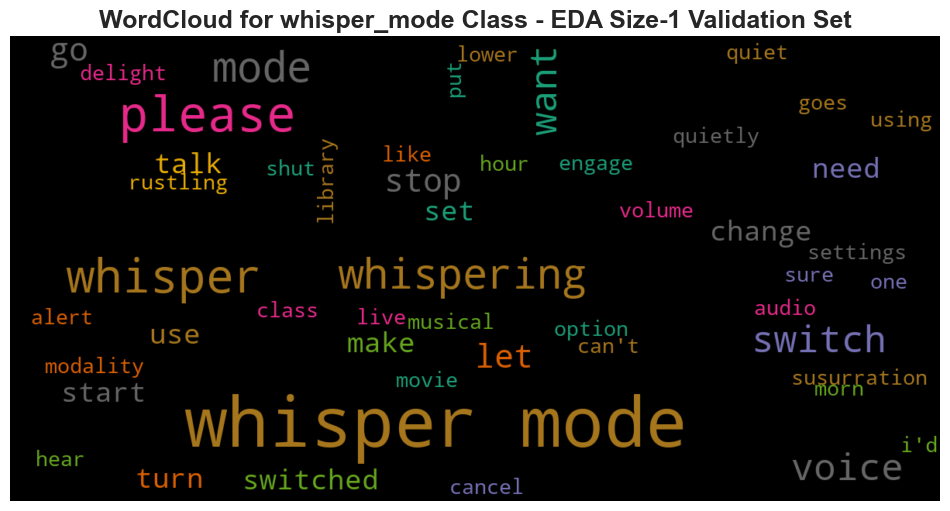 WordCloud for whisper_mode Class - EDA Size-1 Validation Set
go
delight
mode
put
lower
want
quiet
please
goes
using
quietly
talk
rustling
shut
library
like
stop
hour
engage
need
set
volume
change
settings
whisper
whispering
sure
one
alert
class
live
musical
audio
use
make
option
can't
let
switch
modality
movie
susurration
morn
start
whisper mode
hear
i'd
turn
switched
cancel
voice